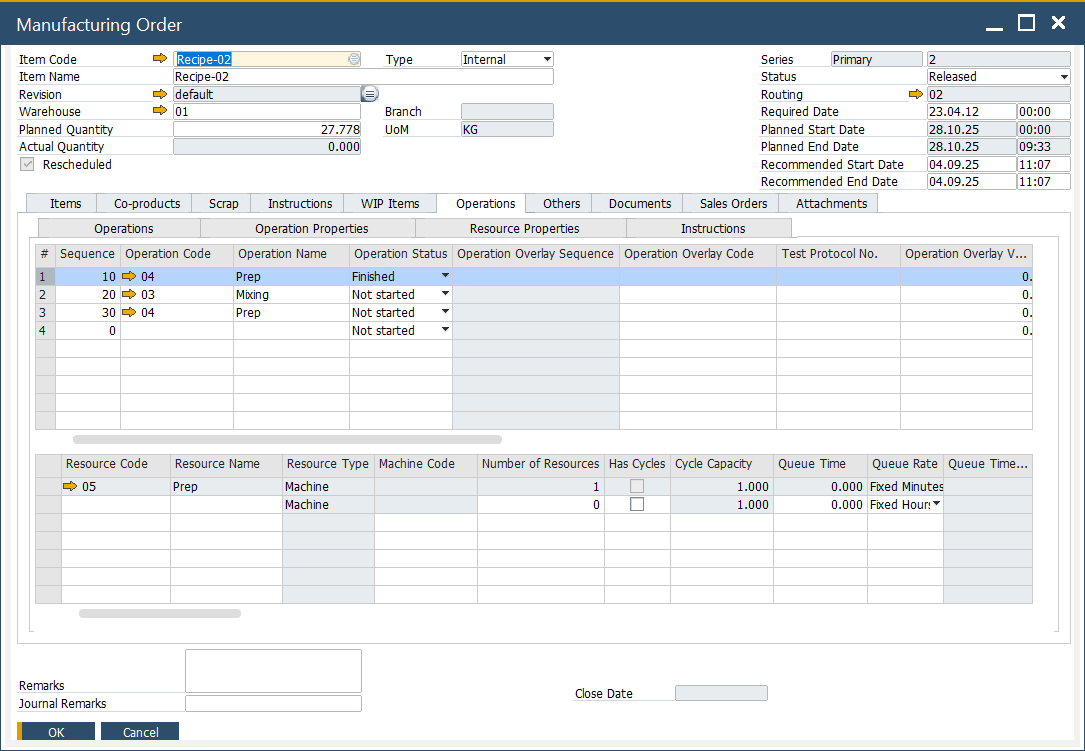 Manufacturing Order
Item Code Recipe-02 Type Internal Series Primary 2
Item Name Recipe-02 Status Released
Revision default Routing 02
Warehouse 01 Branch Required Date 23.04.12 00:00
Planned Quantity 27.778 UoM KG Planned Start Date 28.10.25 00:00
Actual Quantity 0.000 Planned End Date 28.10.25 09:33
Rescheduled Recommended Start Date 04.09.25 11:07
Recommended End Date 04.09.25 11:07
Items Co-products Scrap Instructions WIP Items Operations Others Documents Sales Orders Attachments
Operations Operation Properties Resource Properties Instructions
# Sequence Operation Code Operation Name Operation Status Operation Overlay Sequence Operation Overlay Code Test Protocol No. Operation Overlay V...
1 10 04 Prep Finished 0.
2 20 03 Mixing Not started 0.
3 30 04 Prep Not started 0.
4 0 Not started 0.
Resource Code Resource Name Resource Type Machine Code Number of Resources Has Cycles Cycle Capacity Queue Time Queue Rate Queue Time...
05 Prep Machine 1 1.000 0.000 Fixed Minutes
Machine 0 1.000 0.000 Fixed Hours
Remarks
Close Date
Journal Remarks
OK Cancel